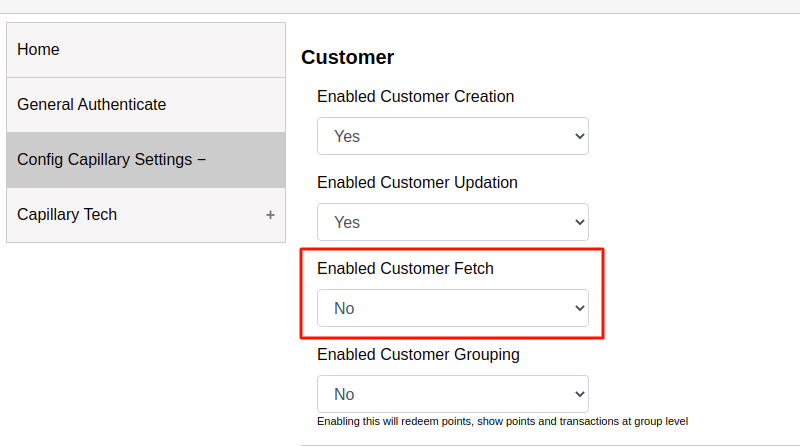 Home
General Authenticate
Config Capillary Settings −
Capillary Tech +
Customer
Enabled Customer Creation
Yes
Enabled Customer Updation
Yes
Enabled Customer Fetch
No
Enabled Customer Grouping
No
Enabling this will redeem points, show points and transactions at group level